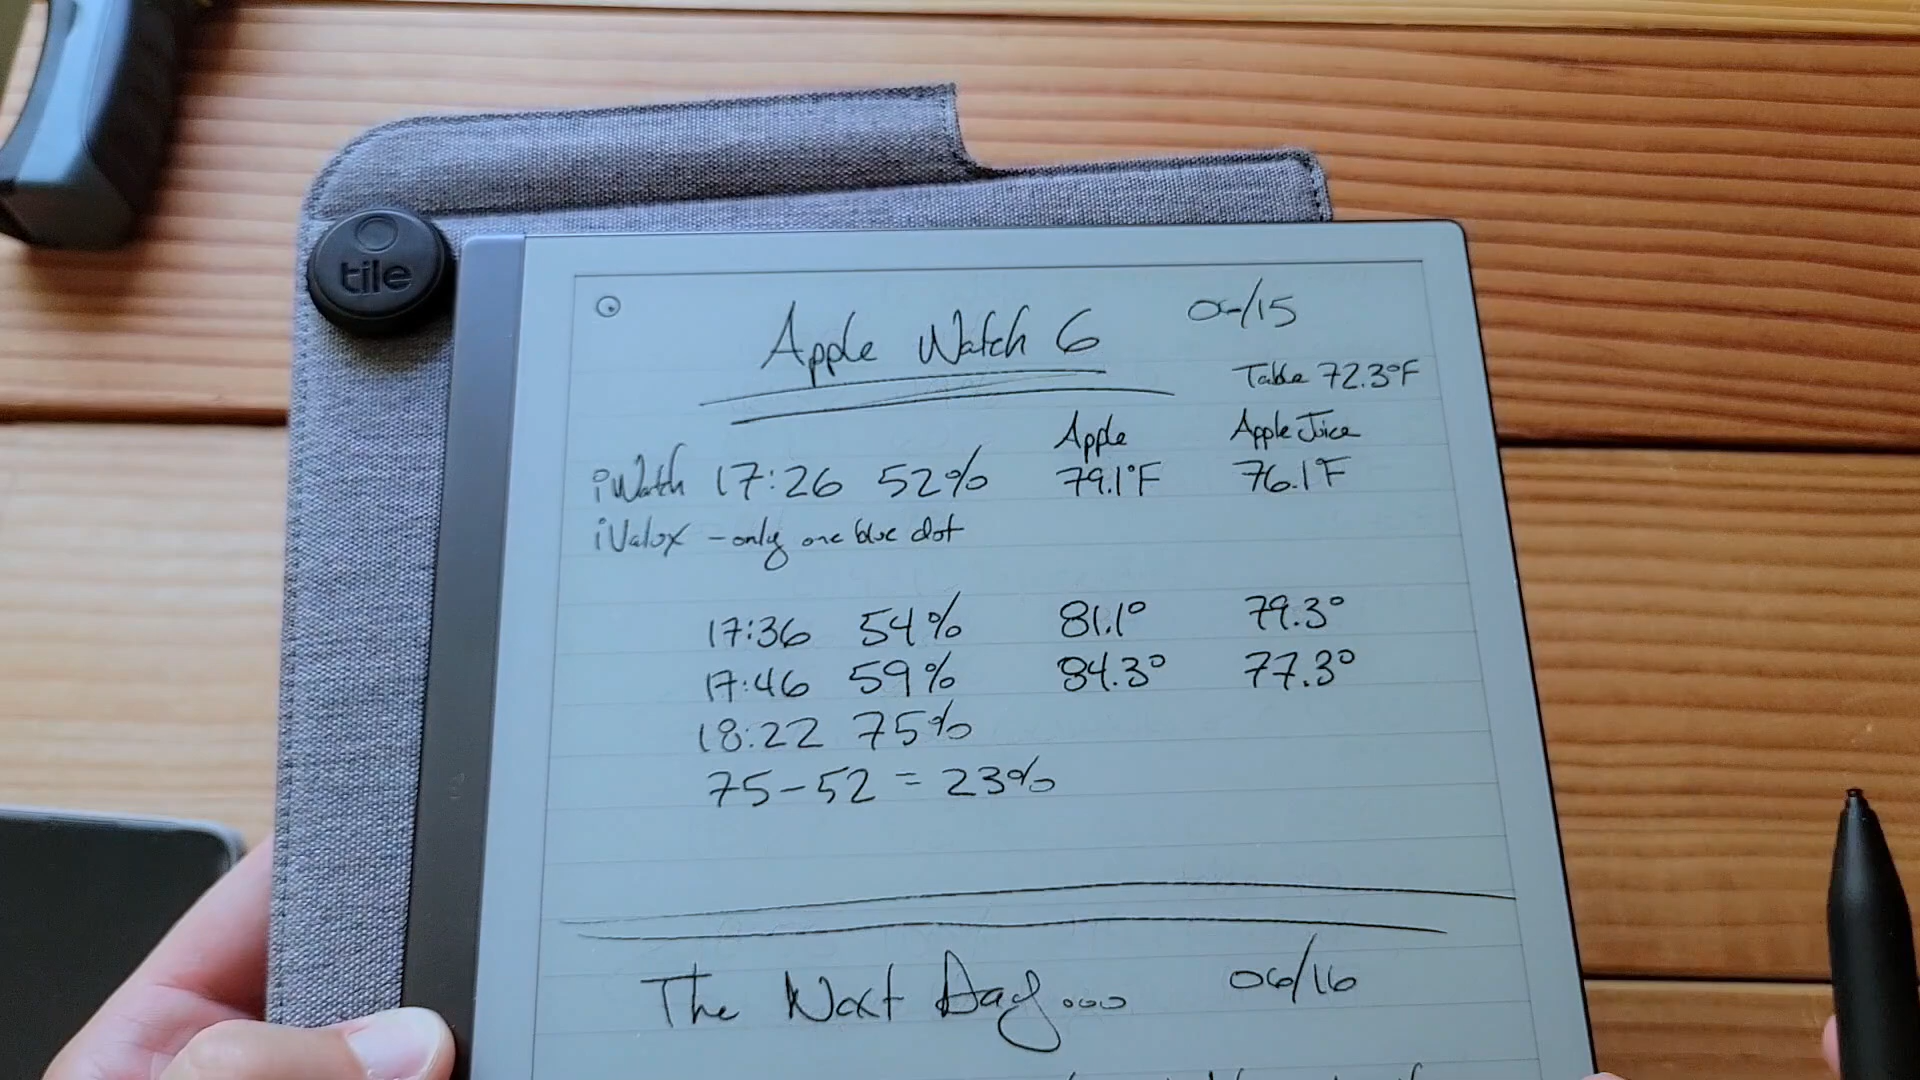 tile
Apple Watch 6 06/15
Table 72.3°F
Apple Apple Juice
iWatch 17:26 52% 79.1°F 76.1°F
iValux - only one blue dot
17:36 54% 81.1° 79.3°
17:46 59% 84.3° 77.3°
18:22 75%
75-52 = 23%
The Next Day... 06/16